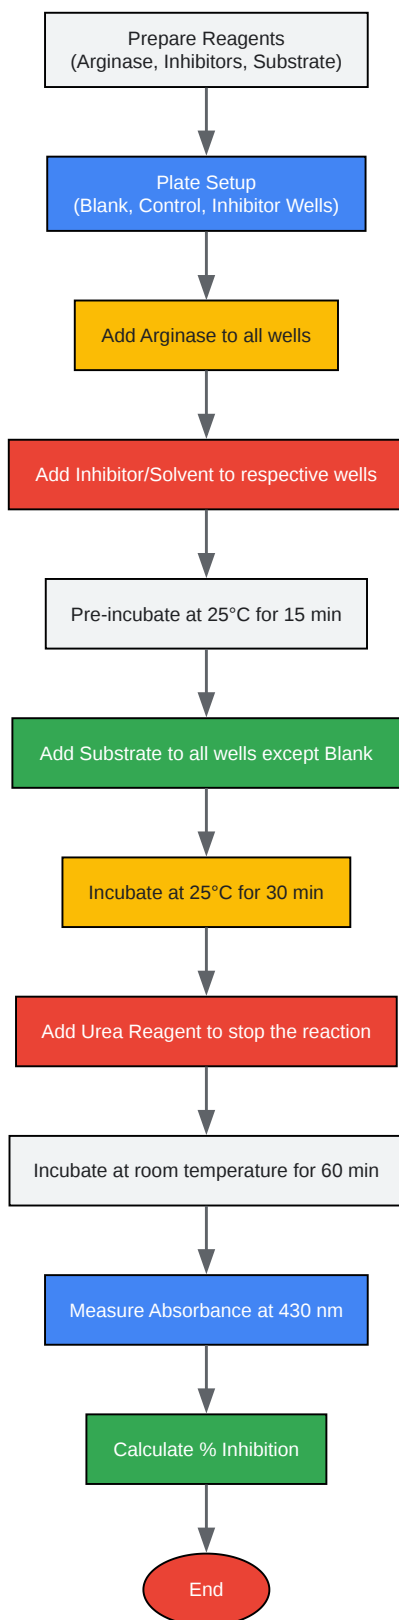 Prepare Reagents
(Arginase, Inhibitors, Substrate)
Plate Setup
(Blank, Control, Inhibitor Wells)
Add Arginase to all wells
Add Inhibitor/Solvent to respective wells
Pre-incubate at 25°C for 15 min
Add Substrate to all wells except Blank
Incubate at 25°C for 30 min
Add Urea Reagent to stop the reaction
Incubate at room temperature for 60 min
Measure Absorbance at 430 nm
Calculate % Inhibition
End